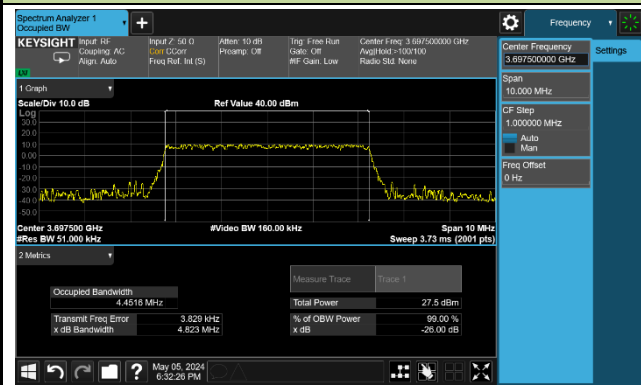 Spectrum Analyzer 1
Occupied BW
Frequency
KEYSIGHT
Input: RF
Coupling: AC
Align: Auto
Input Z: 50 Ω
Corr CCorr
Freq Ref: Int (S)
Atten: 10 dB
Preamp: Off
Trig: Free Run
Gate: Off
#IF Gain: Low
Center Freq: 3.697500000 GHz
Avg|Hold:>100/100
Radio Std: None
Center Frequency
3.697500000 GHz
Settings
Span
10.000 MHz
CF Step
1.000000 MHz
Auto
Man
Freq Offset
0 Hz
1 Graph
Scale/Div 10.0 dB
Ref Value 40.00 dBm
Log
30.0
20.0
10.0
0.00
-10.0
-20.0
-30.0
-40.0
-50.0
Center 3.697500 GHz
#Video BW 160.00 kHz
Span 10 MHz
#Res BW 51.000 kHz
Sweep 3.73 ms (2001 pts)
2 Metrics
Measure Trace
Trace 1
Occupied Bandwidth
4.4516 MHz
Total Power
27.5 dBm
Transmit Freq Error
3.829 kHz
% of OBW Power
99.00 %
x dB Bandwidth
4.823 MHz
x dB
-26.00 dB
?
May 05, 2024
6:32:26 PM